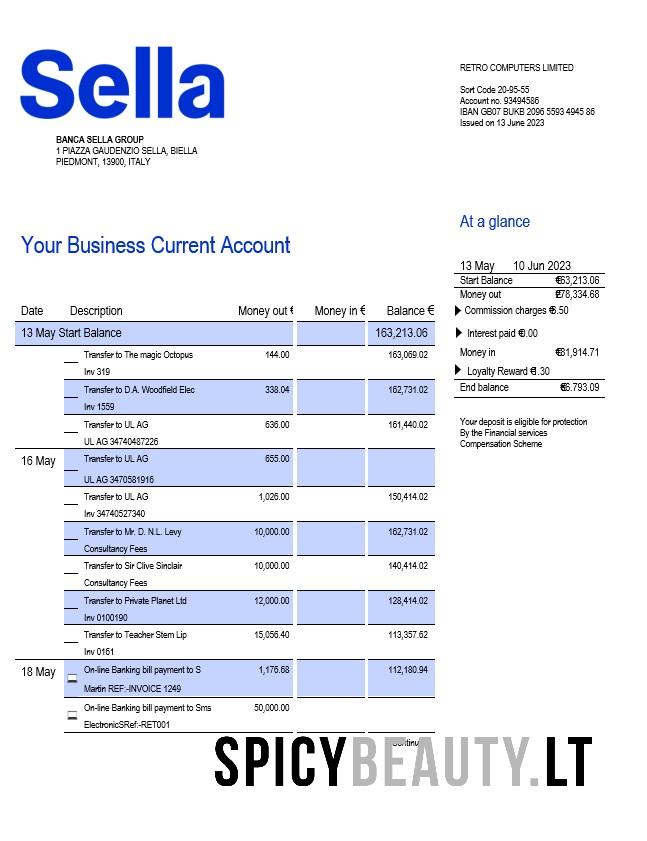 Sella
RETRO COMPUTERS LIMITED
Sort Code 20-95-55
Account no. 93494586
IBAN GB07 BUKB 2096 5593 4945 86
Issued on 13 June 2023
BANCA SELLA GROUP
1 PIAZZA GAUDENZIO SELLA, BIELLA
PIEDMONT, 13900, ITALY
At a glance
Your Business Current Account
13 May 10 Jun 2023
Start Balance €63,213.06
Money out £78,334.68
Commission charges €6.50
Interest paid €0.00
Money in €31,914.71
Loyalty Reward €1.30
End balance €6.793.09
Your deposit is eligible for protection
By the Financial services
Compensation Scheme
Date Description Money out € Money in € Balance €
13 May Start Balance 163,213.06
Transfer to The magic Octopus 144.00 163,069.02
Inv 319
Transfer to D.A. Woodfield Elec 338.04 162,731.02
Inv 1559
Transfer to UL AG 636.00 161,440.02
UL AG 34740487226
16 May Transfer to UL AG 655.00
UL AG 3470581916
Transfer to UL AG 1,026.00 150,414.02
Inv 34740527340
Transfer to Mr. D. N.L. Levy 10,000.00 162,731.02
Consultancy Fees
Transfer to Sir Clive Sinclair 10,000.00 140,414.02
Consultancy Fees
Transfer to Private Planet Ltd 12,000.00 128,414.02
Inv 0100190
Transfer to Teacher Stem Lip 15,056.40 113,357.62
Inv 0161
18 May On-line Banking bill payment to S 1,176.68 112,180.94
Martin REF:-INVOICE 1249
On-line Banking bill payment to Sms 50,000.00
ElectronicSRef:-RET001
SPICYBEAUTY.LT